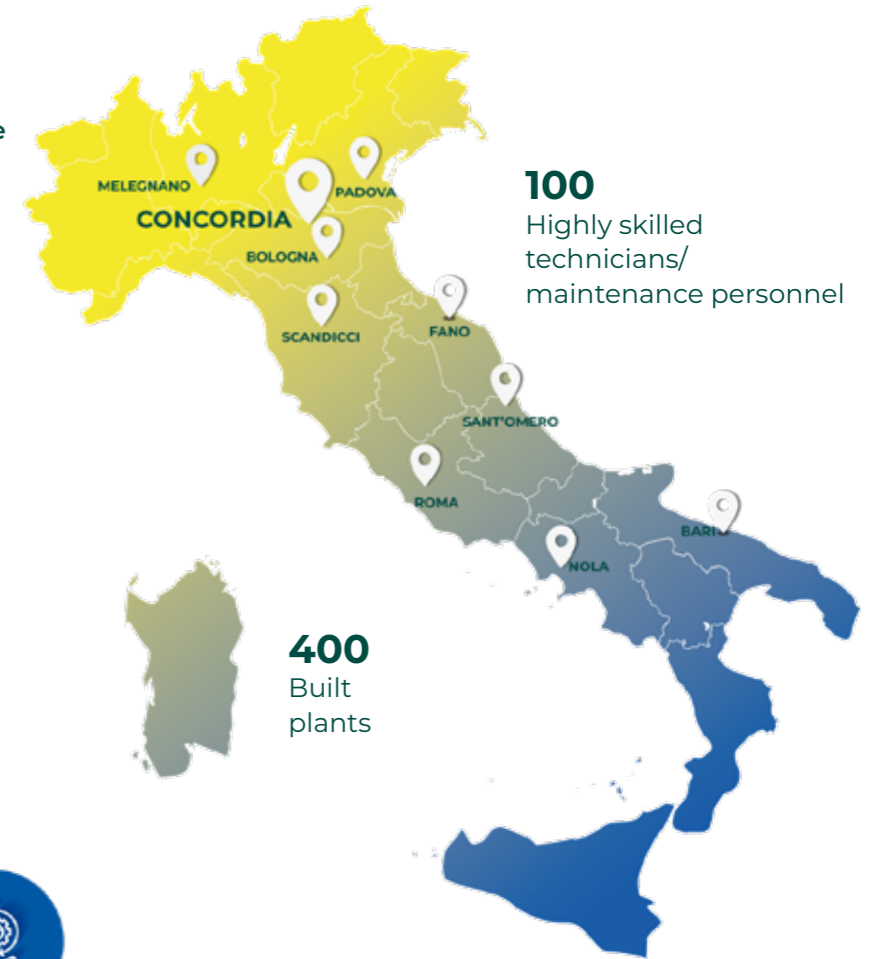 e
MELEGNANO
PADOVA
CONCORDIA
BOLOGNA
100
Highly skilled
technicians/
maintenance personnel
SCANDICCI
FANO
SANT'OMERO
ROMA
BARI
NOLA
400
Built
plants